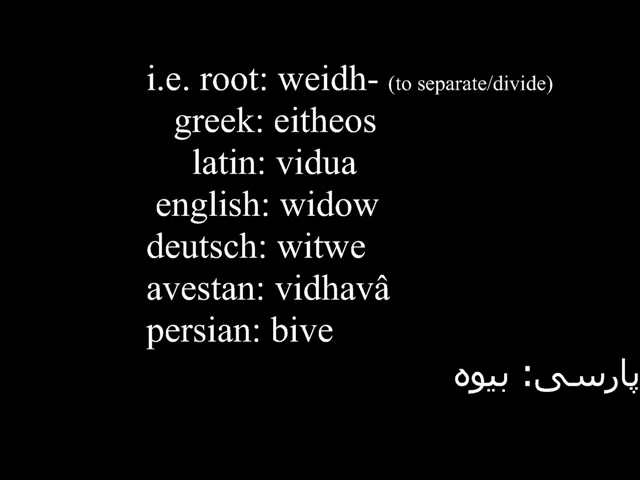 i.e. root: weidh- (to separate/divide)
greek: eitheos
latin: vidua
english: widow
deutsch: witwe
avestan: vidhavâ
persian: bive
پارسی: بیوه